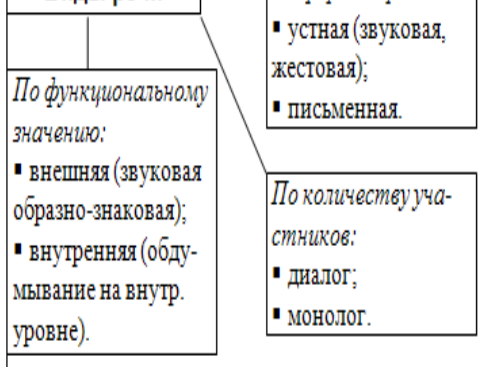 устная (звуковая,
жестовая);
▪ письменная.
По функциональному
значению:
▪ внешняя (звуковая
образно-знаковая);
▪ внутренняя (обду-
мывание на внутр.
уровне).
По количеству уча-
стников:
▪ диалог;
▪ монолог.